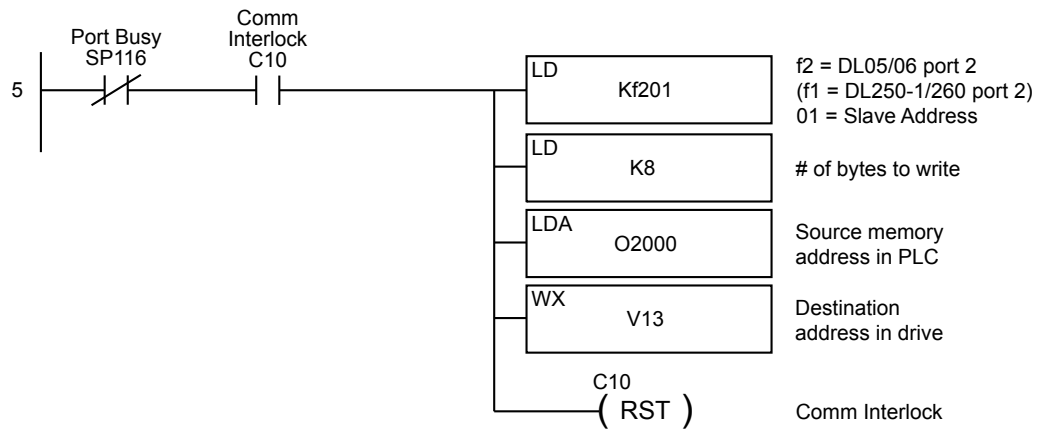 Port Busy
SP116
Comm
Interlock
C10
5
LD
Kf201
f2 = DL05/06 port 2
(f1 = DL250-1/260 port 2)
01 = Slave Address
LD
K8
# of bytes to write
LDA
O2000
Source memory
address in PLC
WX
V13
Destination
address in drive
C10
( RST )
Comm Interlock